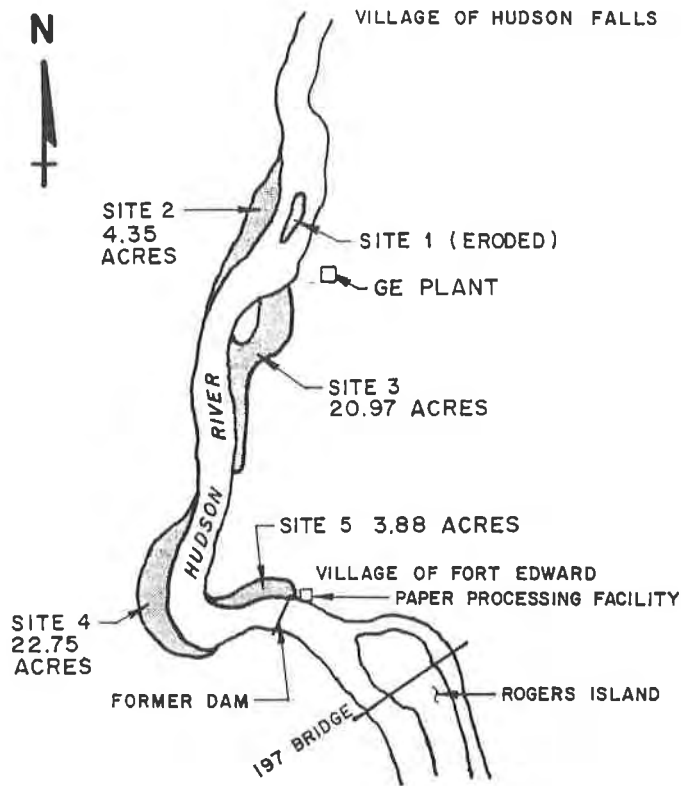 VILLAGE OF HUDSON FALLS
N
SITE 2
4.35
ACRES
SITE 1 (ERODED)
GE PLANT
SITE 3
20.97 ACRES
HUDSON RIVER
SITE 5 3.88 ACRES
VILLAGE OF FORT EDWARD
PAPER PROCESSING FACILITY
SITE 4
22.75
ACRES
FORMER DAM
ROGERS ISLAND
197 BRIDGE